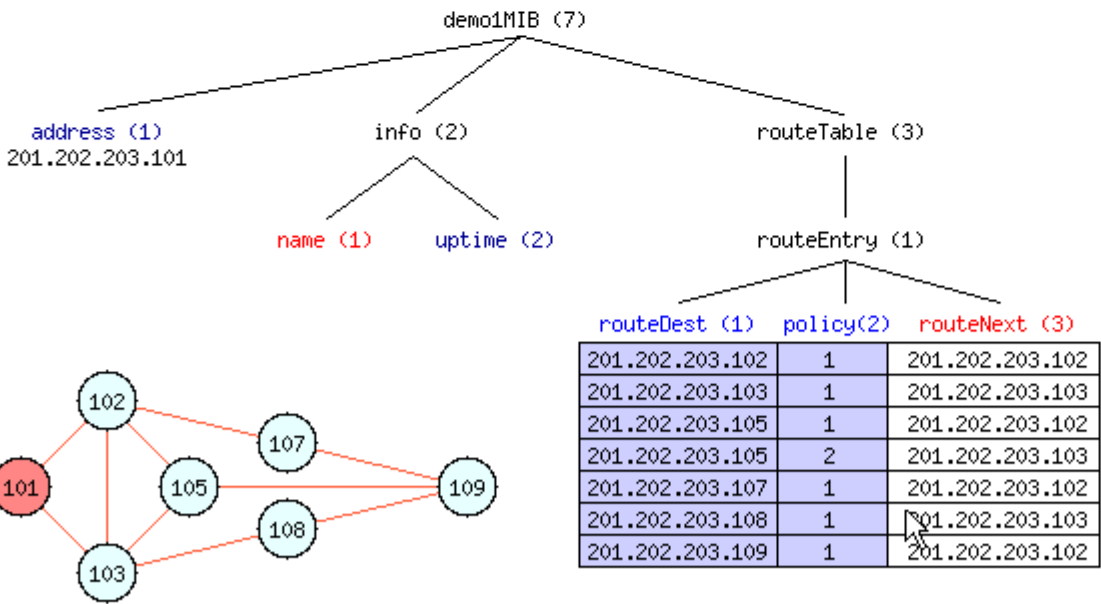 demo1MIB (7)
address (1)
info (2)
routeTable (3)
201.202.203.101
name (1)
uptime (2)
routeEntry (1)
routeDest (1) policy(2) routeNext (3)
201.202.203.102 1 201.202.203.102
201.202.203.103 1 201.202.203.103
201.202.203.105 1 201.202.203.102
201.202.203.105 2 201.202.203.103
201.202.203.107 1 201.202.203.102
201.202.203.108 1 201.202.203.103
201.202.203.109 1 201.202.203.102
102
107
101
105
109
108
103